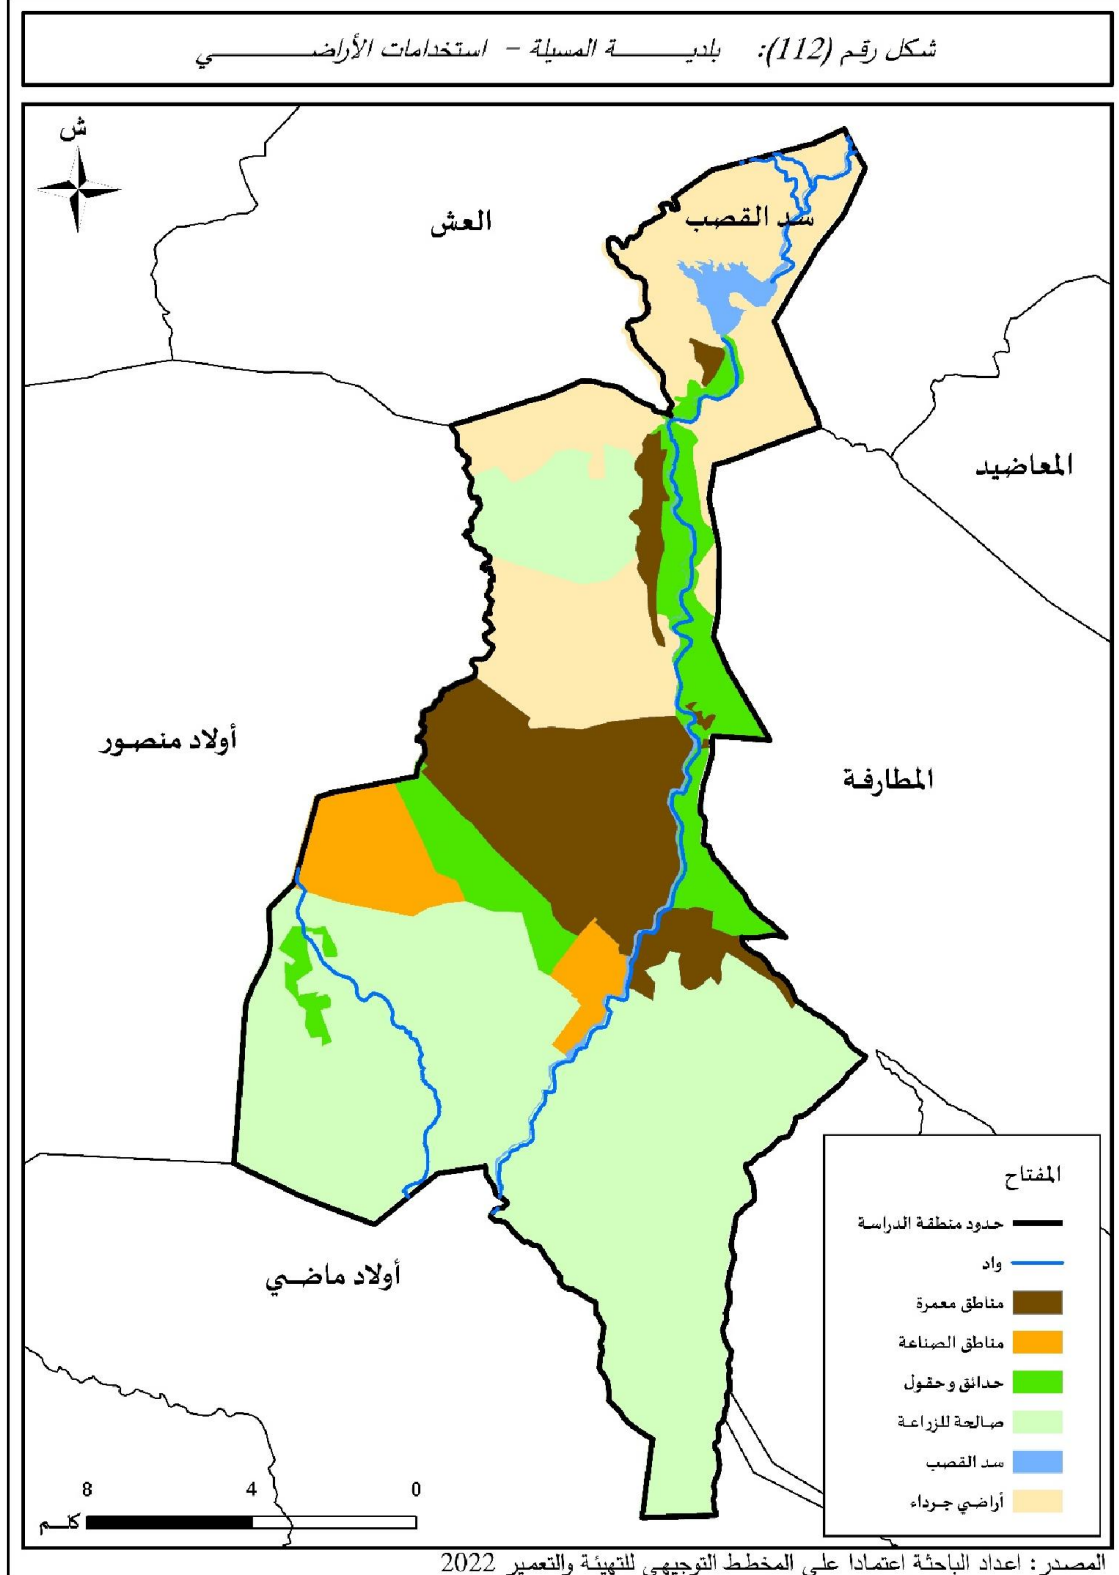 شكل رقم (112): بلديـــــــة المسيلة - استخدامات الأراضـــــــــي
ش
العش
سد القصب
المعاضيد
أولاد منصور
المطارفة
أولاد ماضي
المفتاح
حدود منطقة الدراسة
واد
مناطق معمرة
مناطق الصناعة
حدائق وحقول
صالحة للزراعة
سد القصب
أراضي جرداء
8 4 0
كلم
المصدر: اعداد الباحثة اعتمادا على المخطط التوجيهي للتهيئة والتعمير 2022